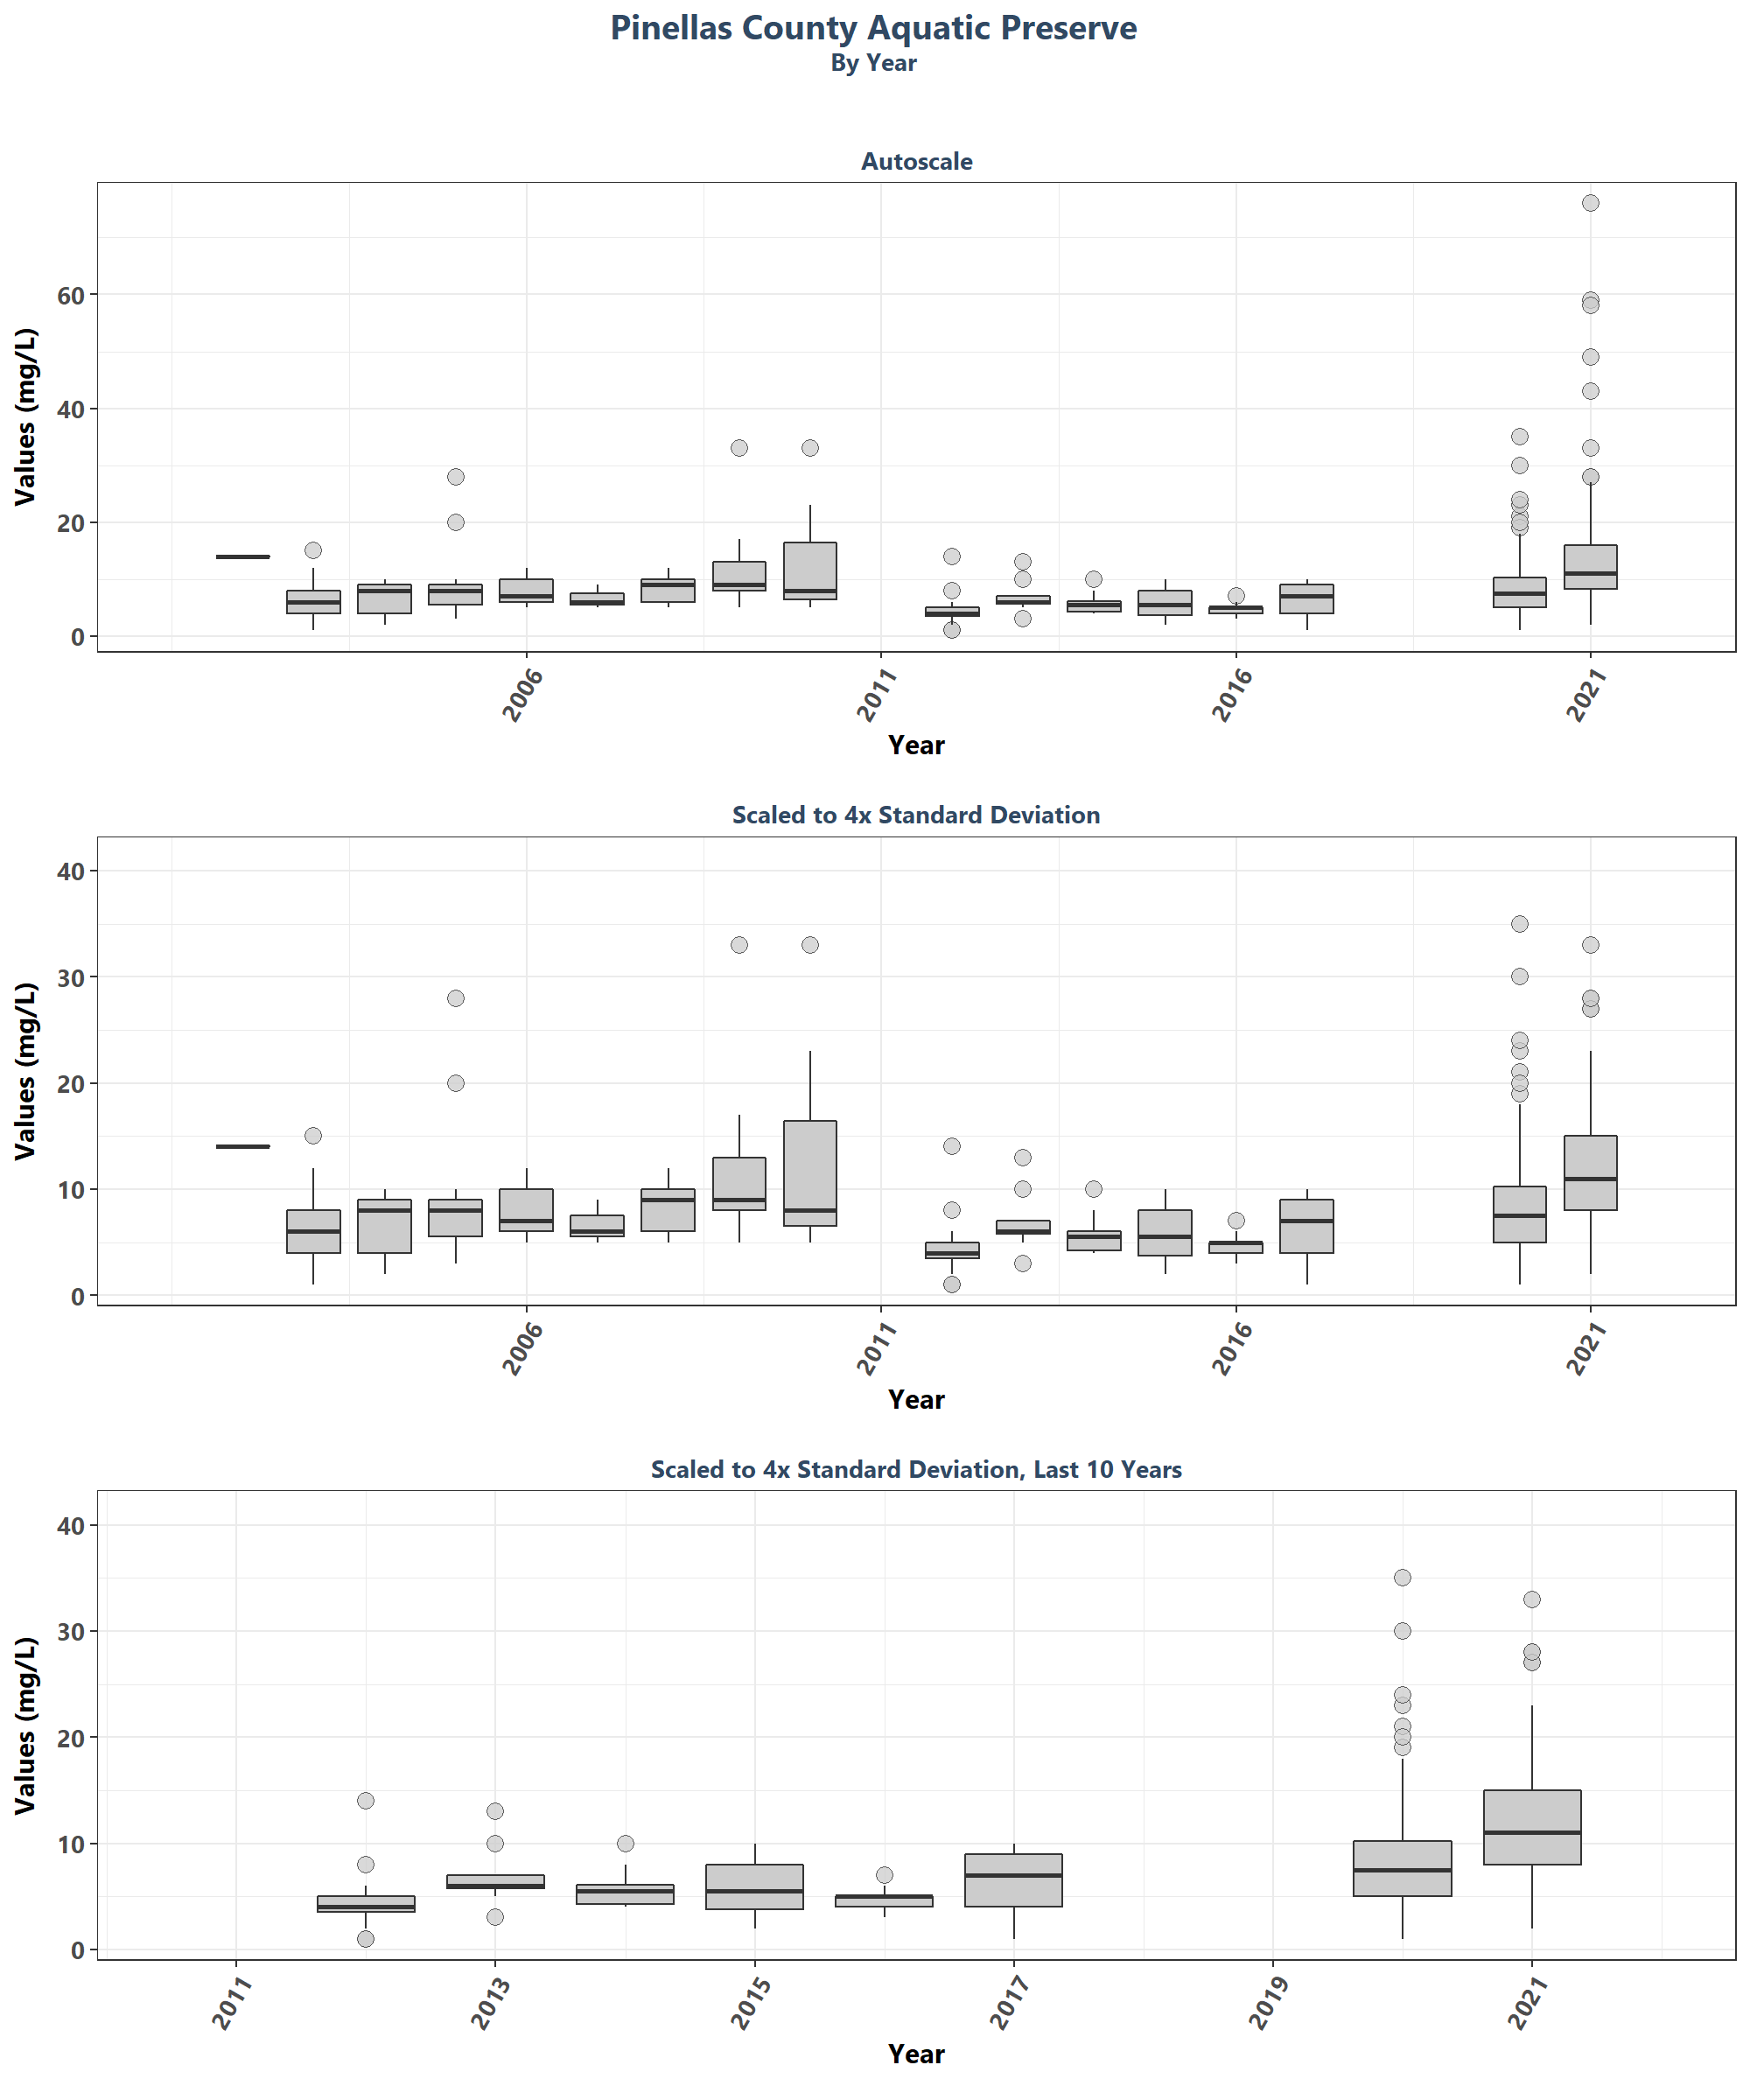 Pinellas County Aquatic Preserve
By Year
Autoscale
Values (mg/L)
60
40
20
0
2006 2011 2016 2021
Year
Scaled to 4x Standard Deviation
Values (mg/L)
40
30
20
10
0
2006 2011 2016 2021
Year
Scaled to 4x Standard Deviation, Last 10 Years
Values (mg/L)
40
30
20
10
0
2011 2013 2015 2017 2019 2021
Year